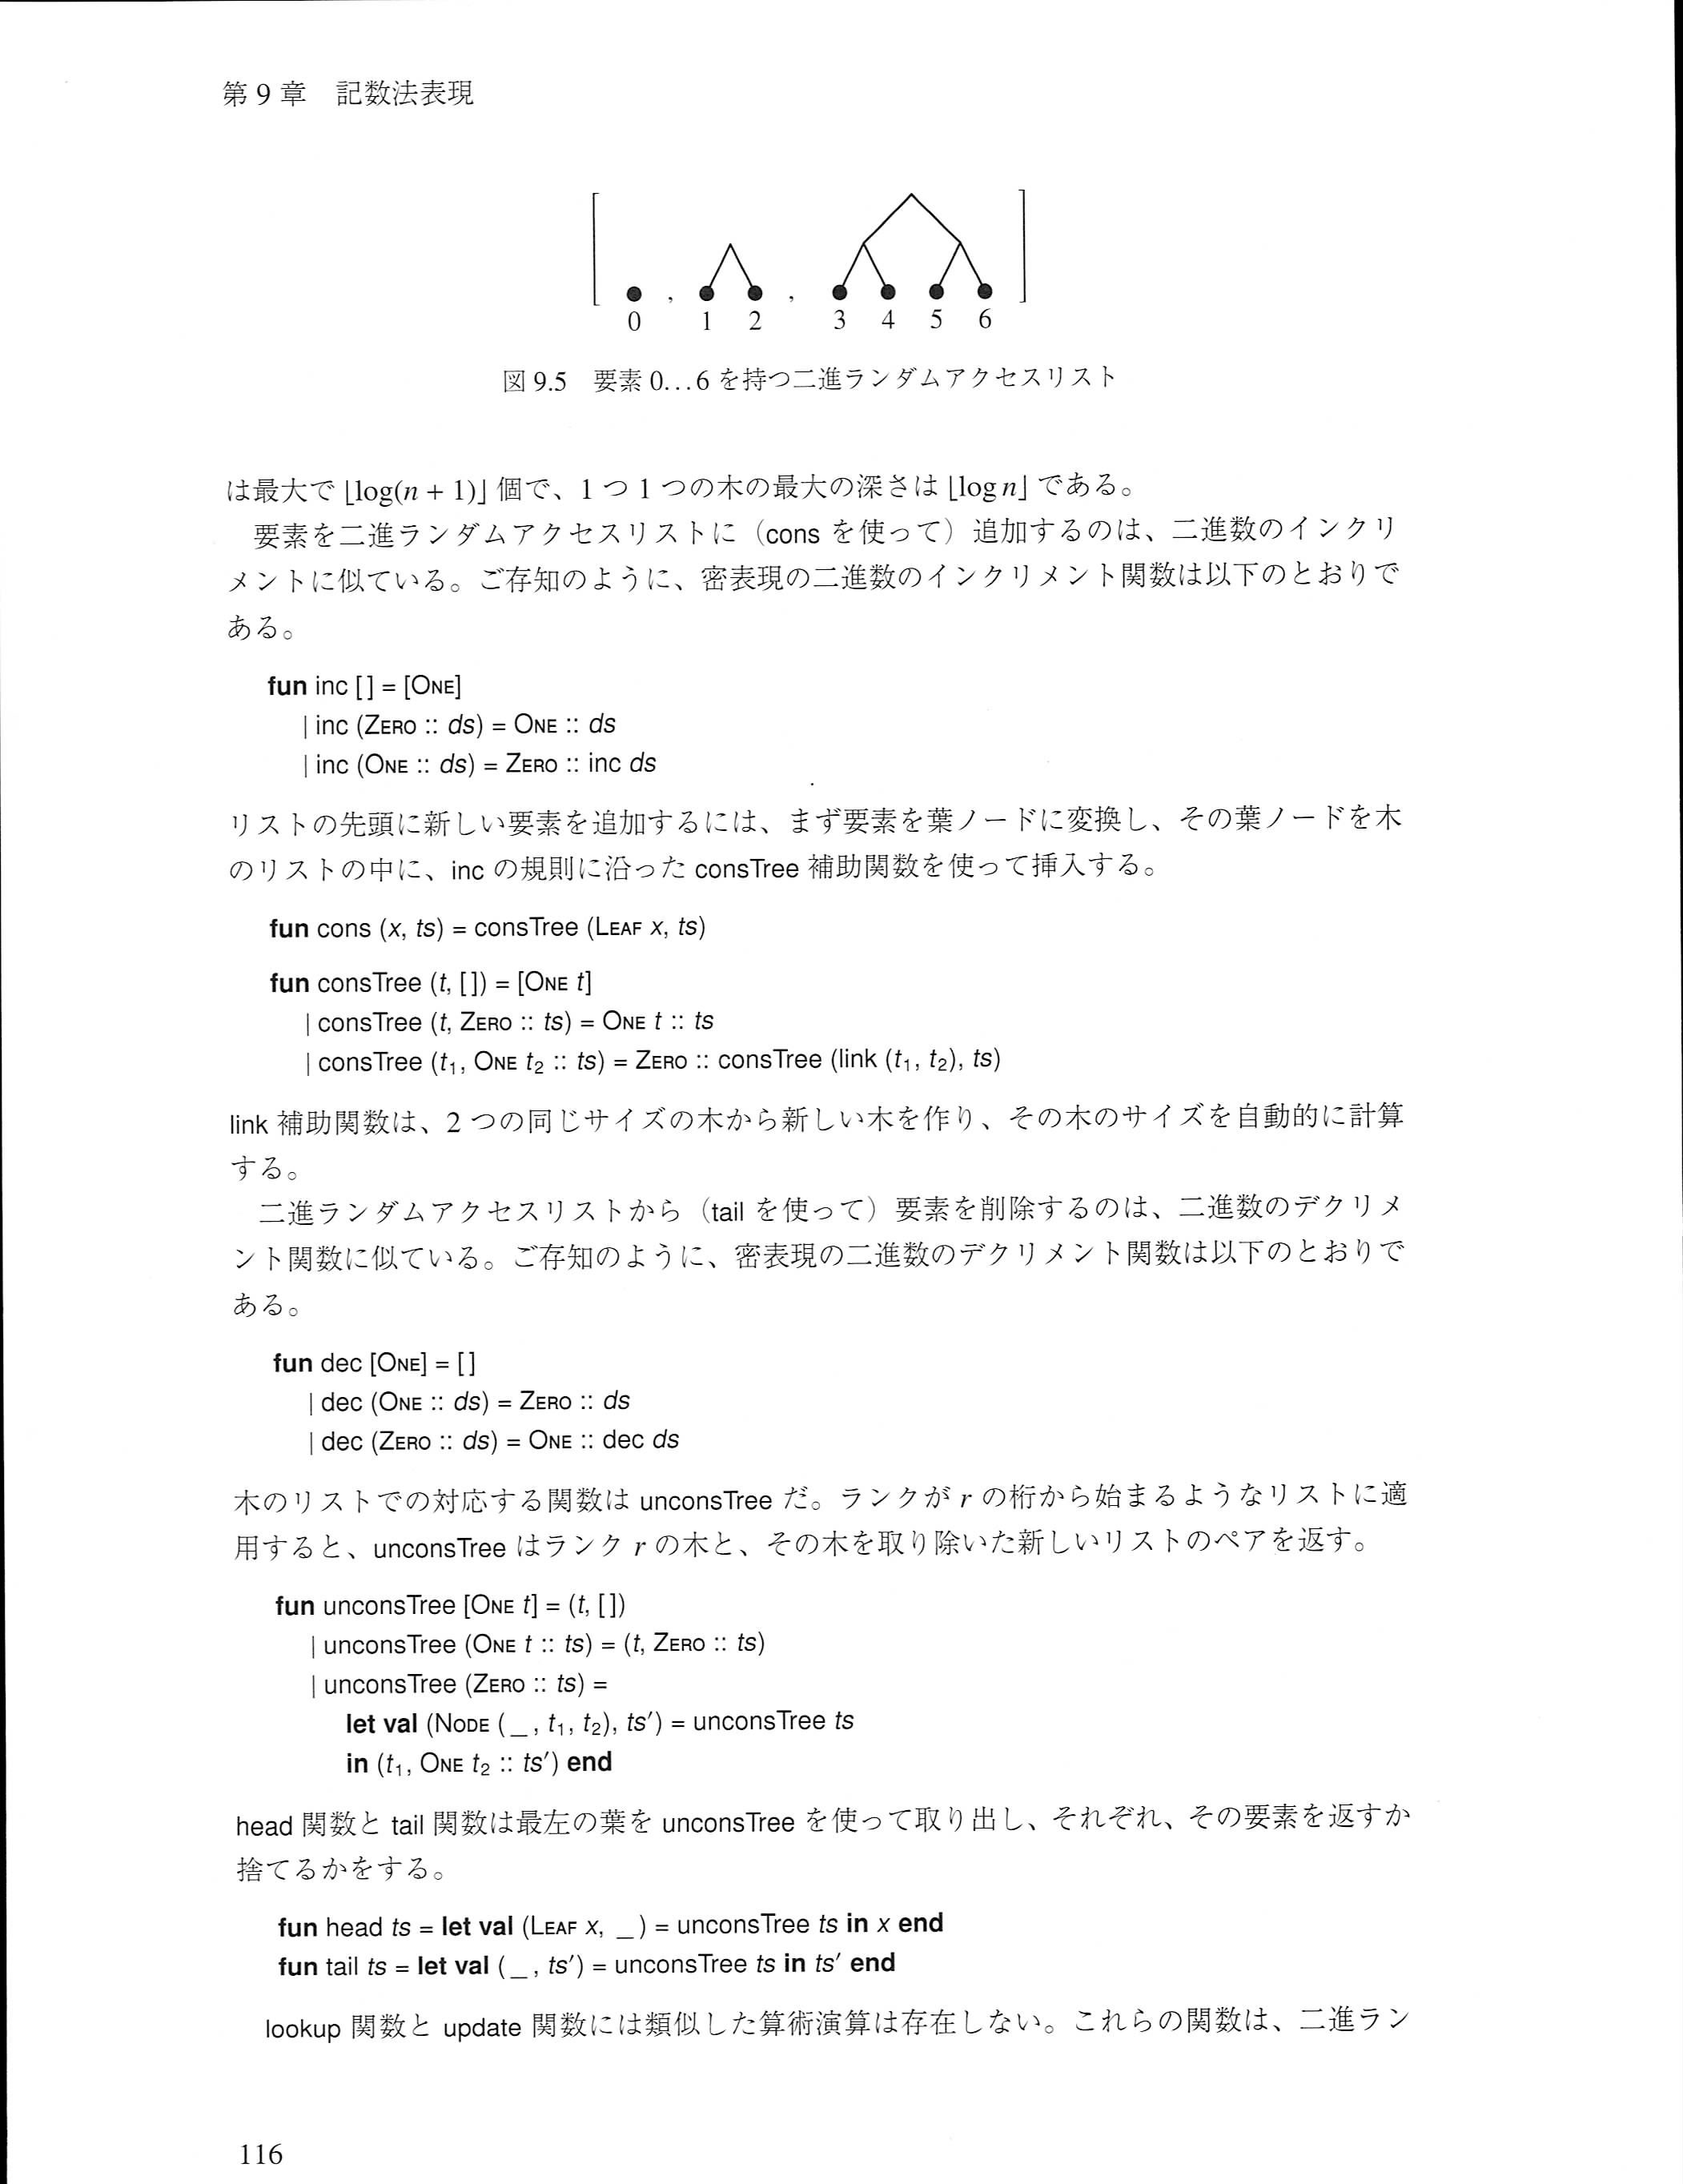 第 9 章　記数法表現
0 1 2 3 4 5 6
図 9.5　要素 0...6 を持つ二進ランダムアクセスリスト
は最大で ⌊log(n + 1)⌋ 個で、1 つ 1 つの木の最大の深さは ⌊log n⌋ である。
要素を二進ランダムアクセスリストに（cons を使って）追加するのは、二進数のインクリ
メントに似ている。ご存知のように、密表現の二進数のインクリメント関数は以下のとおりで
ある。
fun inc [ ] = [ONE]
| inc (ZERO :: ds) = ONE :: ds
| inc (ONE :: ds) = ZERO :: inc ds
リストの先頭に新しい要素を追加するには、まず要素を葉ノードに変換し、その葉ノードを木
のリストの中に、inc の規則に沿った consTree 補助関数を使って挿入する。
fun cons (x, ts) = consTree (LEAF x, ts)
fun consTree (t, [ ]) = [ONE t]
| consTree (t, ZERO :: ts) = ONE t :: ts
| consTree (t₁, ONE t₂ :: ts) = ZERO :: consTree (link (t₁, t₂), ts)
link 補助関数は、2 つの同じサイズの木から新しい木を作り、その木のサイズを自動的に計算
する。
二進ランダムアクセスリストから（tail を使って）要素を削除するのは、二進数のデクリメ
ント関数に似ている。ご存知のように、密表現の二進数のデクリメント関数は以下のとおりで
ある。
fun dec [ONE] = [ ]
| dec (ONE :: ds) = ZERO :: ds
| dec (ZERO :: ds) = ONE :: dec ds
木のリストでの対応する関数は unconsTree だ。ランクが r の桁から始まるようなリストに適
用すると、unconsTree はランク r の木と、その木を取り除いた新しいリストのペアを返す。
fun unconsTree [ONE t] = (t, [ ])
| unconsTree (ONE t :: ts) = (t, ZERO :: ts)
| unconsTree (ZERO :: ts) =
let val (NODE ( _ , t₁, t₂), ts′) = unconsTree ts
in (t₁, ONE t₂ :: ts′) end
head 関数と tail 関数は最左の葉を unconsTree を使って取り出し、それぞれ、その要素を返すか
捨てるかをする。
fun head ts = let val (LEAF x, _ ) = unconsTree ts in x end
fun tail ts = let val ( _ , ts′) = unconsTree ts in ts′ end
lookup 関数と update 関数には類似した算術演算は存在しない。これらの関数は、二進ラン
116